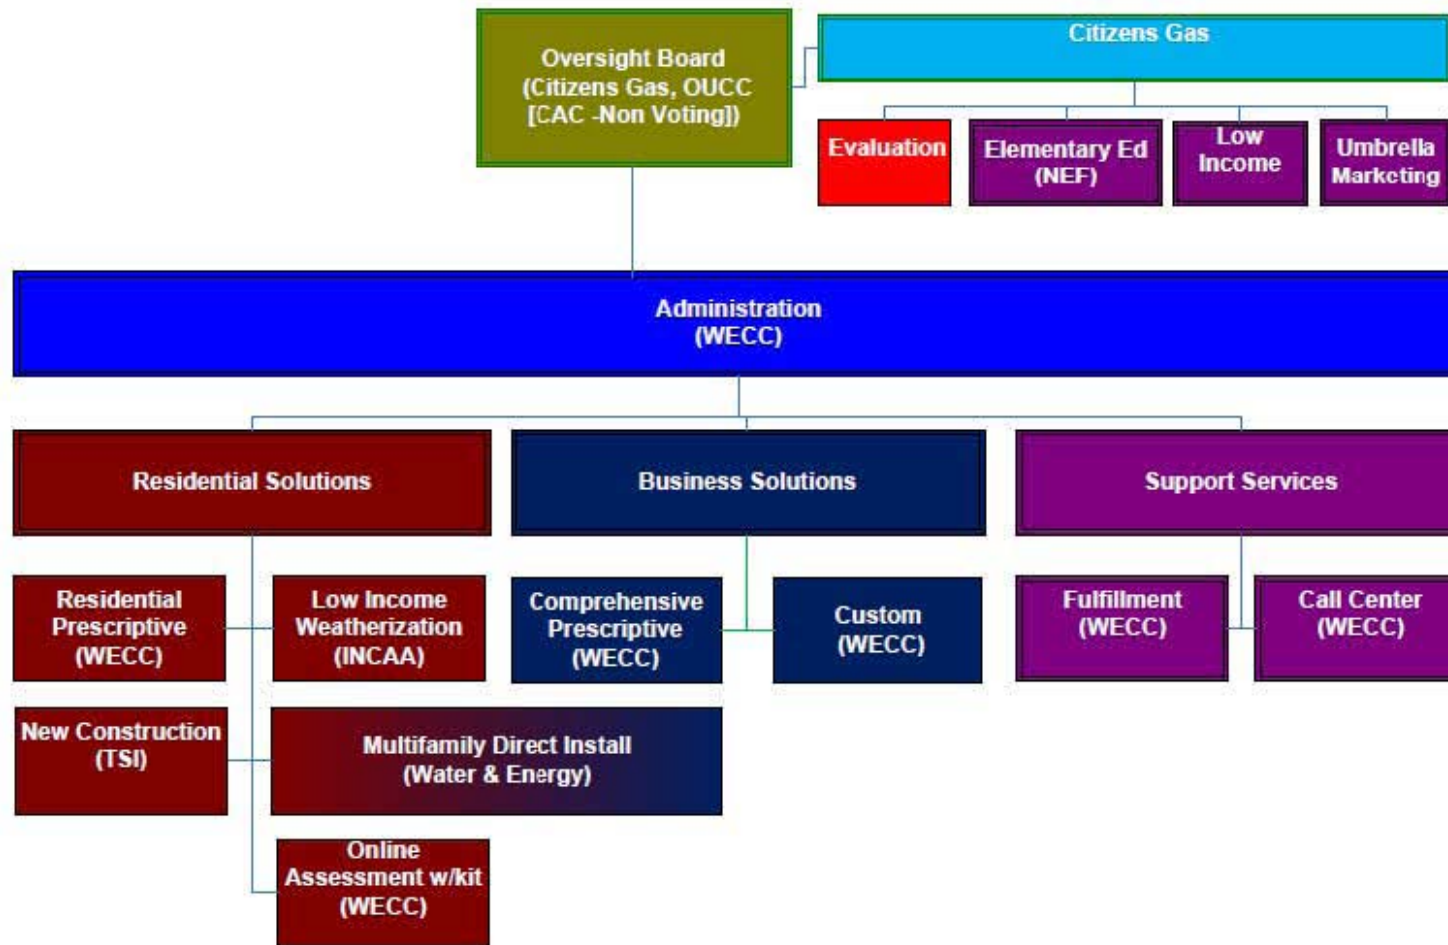 Oversight Board
(Citizens Gas, OUCC
[CAC -Non Voting])
Citizens Gas
Evaluation
Elementary Ed
(NEF)
Low
Income
Umbrella
Marketing
Administration
(WECC)
Residential Solutions
Business Solutions
Support Services
Residential
Prescriptive
(WECC)
Low Income
Weatherization
(INCAA)
Comprehensive
Prescriptive
(WECC)
Custom
(WECC)
Fulfillment
(WECC)
Call Center
(WECC)
New Construction
(TSI)
Multifamily Direct Install
(Water & Energy)
Online
Assessment w/kit
(WECC)